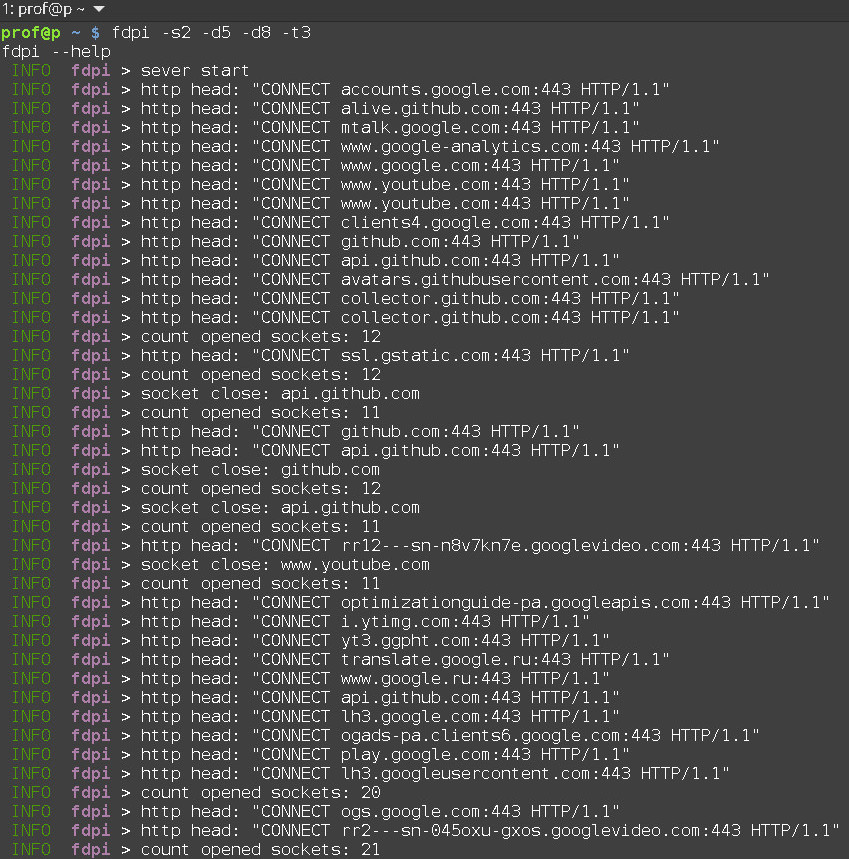 1: prof@p ~
prof@p ~ $ fdpi -s2 -d5 -d8 -t3
fdpi --help
INFO fdpi > sever start
INFO fdpi > http head: "CONNECT accounts.google.com:443 HTTP/1.1"
INFO fdpi > http head: "CONNECT alive.github.com:443 HTTP/1.1"
INFO fdpi > http head: "CONNECT mtalk.google.com:443 HTTP/1.1"
INFO fdpi > http head: "CONNECT www.google-analytics.com:443 HTTP/1.1"
INFO fdpi > http head: "CONNECT www.google.com:443 HTTP/1.1"
INFO fdpi > http head: "CONNECT www.youtube.com:443 HTTP/1.1"
INFO fdpi > http head: "CONNECT www.youtube.com:443 HTTP/1.1"
INFO fdpi > http head: "CONNECT clients4.google.com:443 HTTP/1.1"
INFO fdpi > http head: "CONNECT github.com:443 HTTP/1.1"
INFO fdpi > http head: "CONNECT api.github.com:443 HTTP/1.1"
INFO fdpi > http head: "CONNECT avatars.githubusercontent.com:443 HTTP/1.1"
INFO fdpi > http head: "CONNECT collector.github.com:443 HTTP/1.1"
INFO fdpi > http head: "CONNECT collector.github.com:443 HTTP/1.1"
INFO fdpi > count opened sockets: 12
INFO fdpi > http head: "CONNECT ssl.gstatic.com:443 HTTP/1.1"
INFO fdpi > count opened sockets: 12
INFO fdpi > socket close: api.github.com
INFO fdpi > count opened sockets: 11
INFO fdpi > http head: "CONNECT github.com:443 HTTP/1.1"
INFO fdpi > http head: "CONNECT api.github.com:443 HTTP/1.1"
INFO fdpi > socket close: github.com
INFO fdpi > count opened sockets: 12
INFO fdpi > socket close: api.github.com
INFO fdpi > count opened sockets: 11
INFO fdpi > http head: "CONNECT rr12---sn-n8v7kn7e.googlevideo.com:443 HTTP/1.1"
INFO fdpi > socket close: www.youtube.com
INFO fdpi > count opened sockets: 11
INFO fdpi > http head: "CONNECT optimizationguide-pa.googleapis.com:443 HTTP/1.1"
INFO fdpi > http head: "CONNECT i.ytimg.com:443 HTTP/1.1"
INFO fdpi > http head: "CONNECT yt3.ggpht.com:443 HTTP/1.1"
INFO fdpi > http head: "CONNECT translate.google.ru:443 HTTP/1.1"
INFO fdpi > http head: "CONNECT www.google.ru:443 HTTP/1.1"
INFO fdpi > http head: "CONNECT api.github.com:443 HTTP/1.1"
INFO fdpi > http head: "CONNECT lh3.google.com:443 HTTP/1.1"
INFO fdpi > http head: "CONNECT ogads-pa.clients6.google.com:443 HTTP/1.1"
INFO fdpi > http head: "CONNECT play.google.com:443 HTTP/1.1"
INFO fdpi > http head: "CONNECT lh3.googleusercontent.com:443 HTTP/1.1"
INFO fdpi > count opened sockets: 20
INFO fdpi > http head: "CONNECT ogs.google.com:443 HTTP/1.1"
INFO fdpi > http head: "CONNECT rr2---sn-045oxu-gxos.googlevideo.com:443 HTTP/1.1"
INFO fdpi > count opened sockets: 21